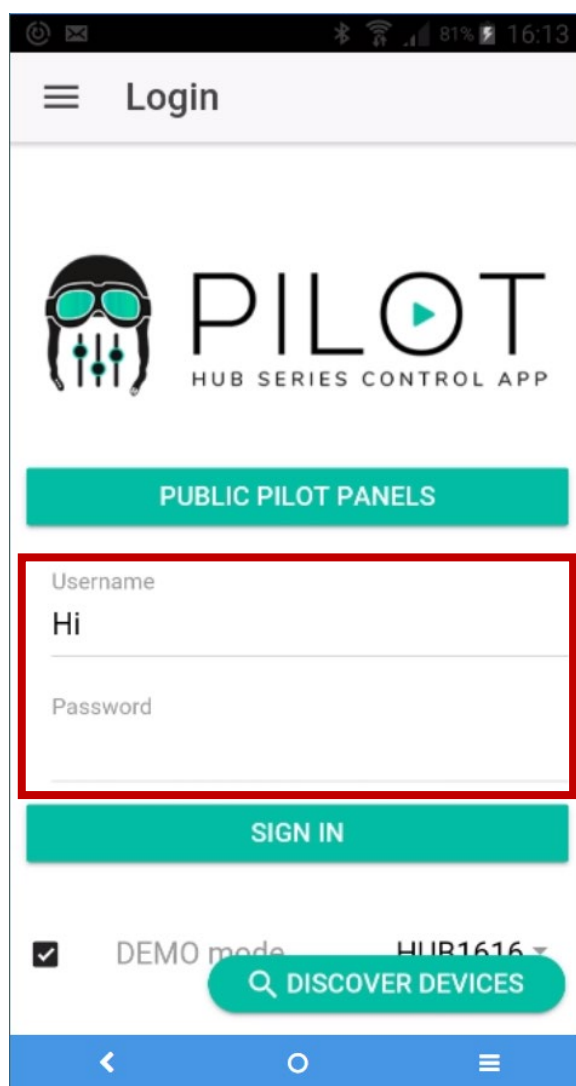 81% 16:13
Login
PILOT
HUB SERIES CONTROL APP
PUBLIC PILOT PANELS
Username
Hi
Password
SIGN IN
DEMO mode HUB1616
DISCOVER DEVICES